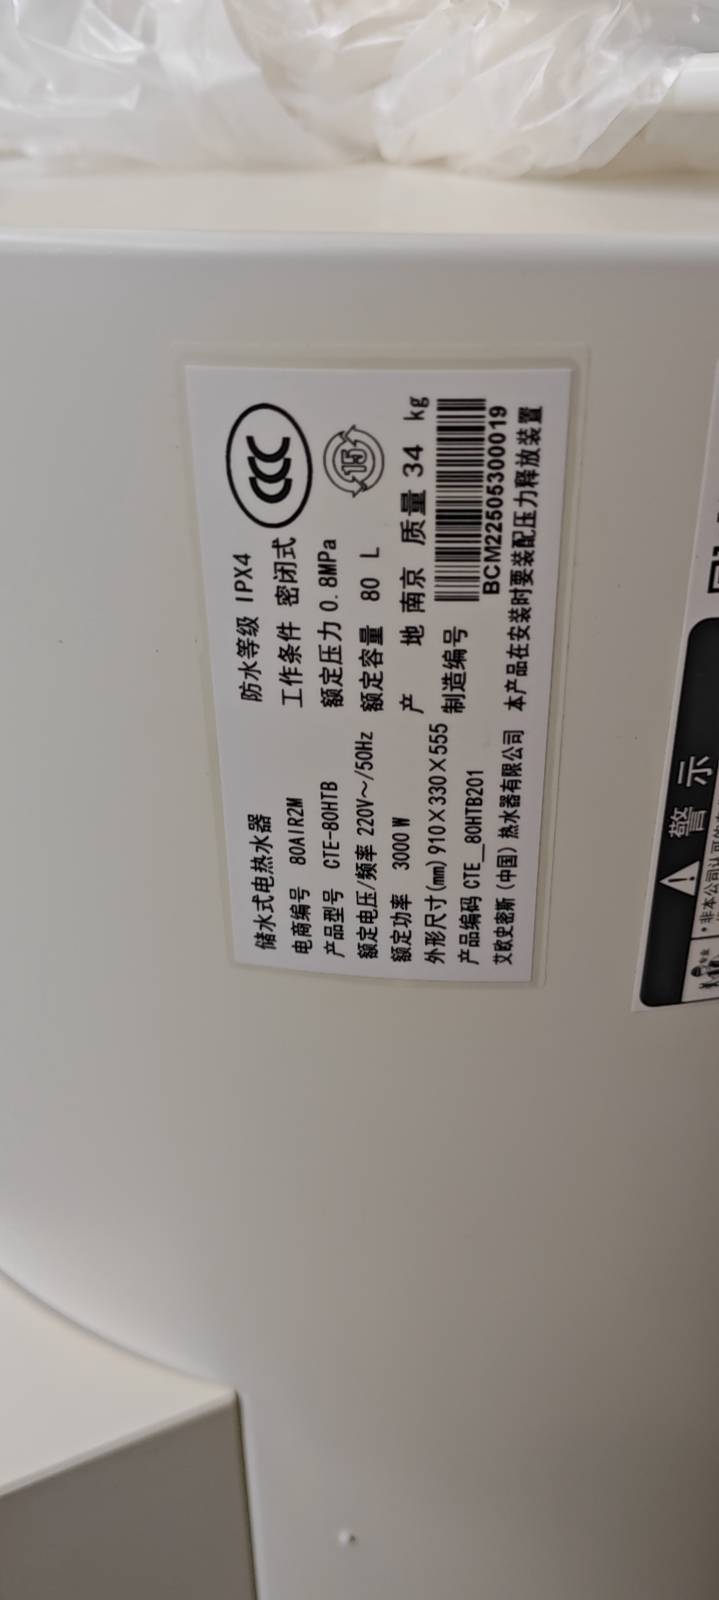 储水式电热水器
电商编号 80AIR2M
产品型号 CTE-80HTB
额定电压/频率 220V～/50Hz
额定功率 3000 W
外形尺寸(mm) 910×330×555
产品编码 CTE__80HTB201
艾欧史密斯(中国)热水器有限公司
防水等级 IPX4
工作条件 密闭式
额定压力 0.8MPa
额定容量 80 L
产 地 南京 质量 34 kg
制造编号
BCM22505300019
本产品在安装时要装配压力释放装置
CCC
15
警 示